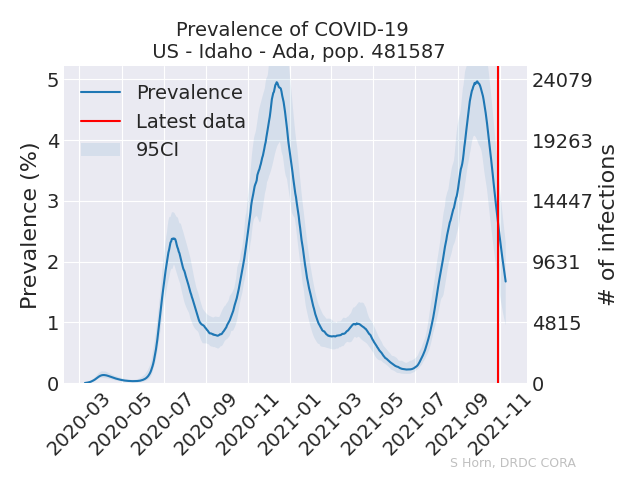 Prevalence of COVID-19
US - Idaho - Ada, pop. 481587
Prevalence
Latest data
95CI
Prevalence (%)
5
4
3
2
1
0
24079
19263
14447
9631
4815
0
# of infections
2020-03
2020-05
2020-07
2020-09
2020-11
2021-01
2021-03
2021-05
2021-07
2021-09
2021-11
S Horn, DRDC CORA